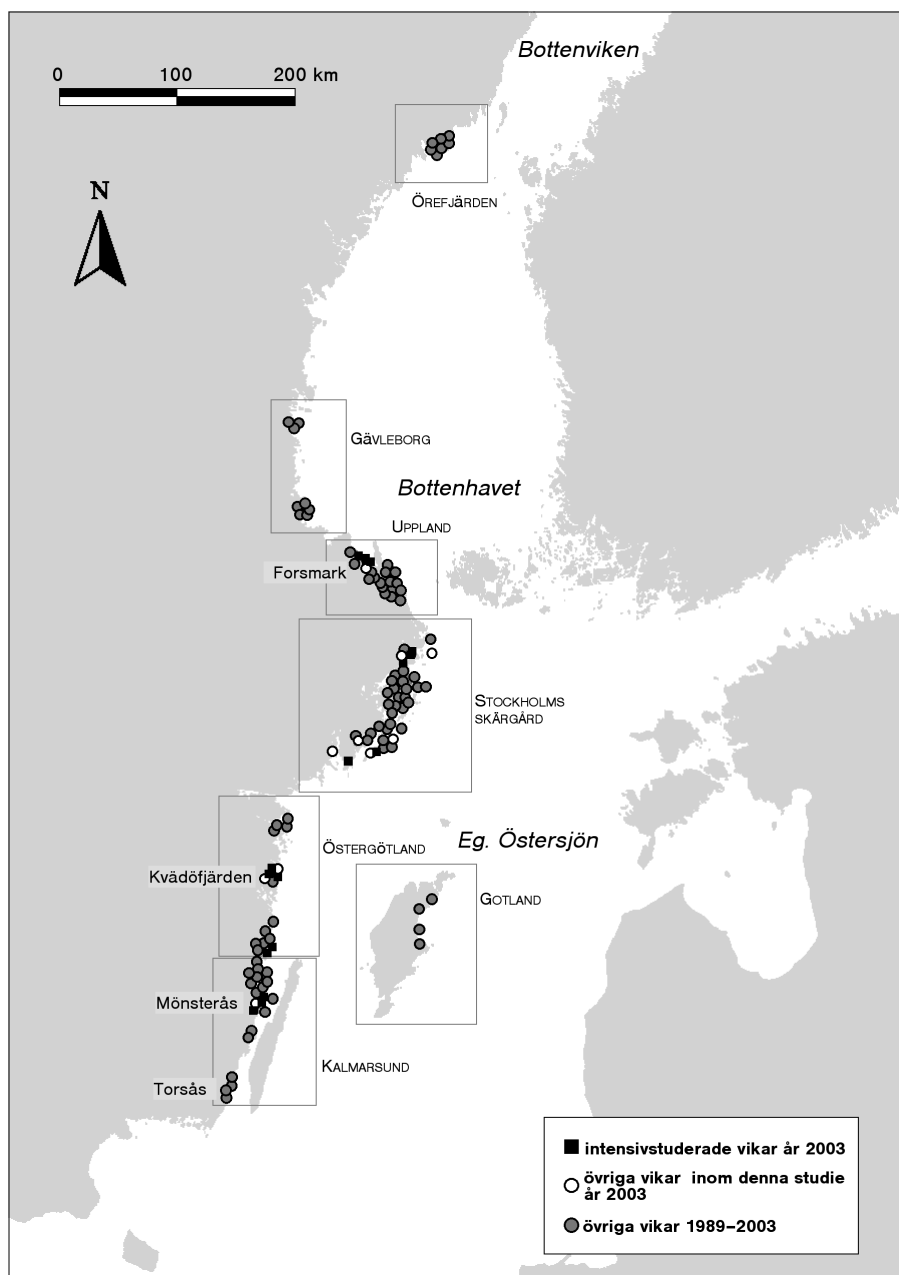 Bottenviken
0 100 200 km
N
ÖREFJÄRDEN
GÄVLEBORG
Bottenhavet
UPPLAND
Forsmark
STOCKHOLMS
SKÄRGÅRD
Eg. Östersjön
ÖSTERGÖTLAND
Kvädöfjärden
GOTLAND
Mönsterås
KALMARSUND
Torsås
intensivstuderade vikar år 2003
övriga vikar inom denna studie
år 2003
övriga vikar 1989–2003